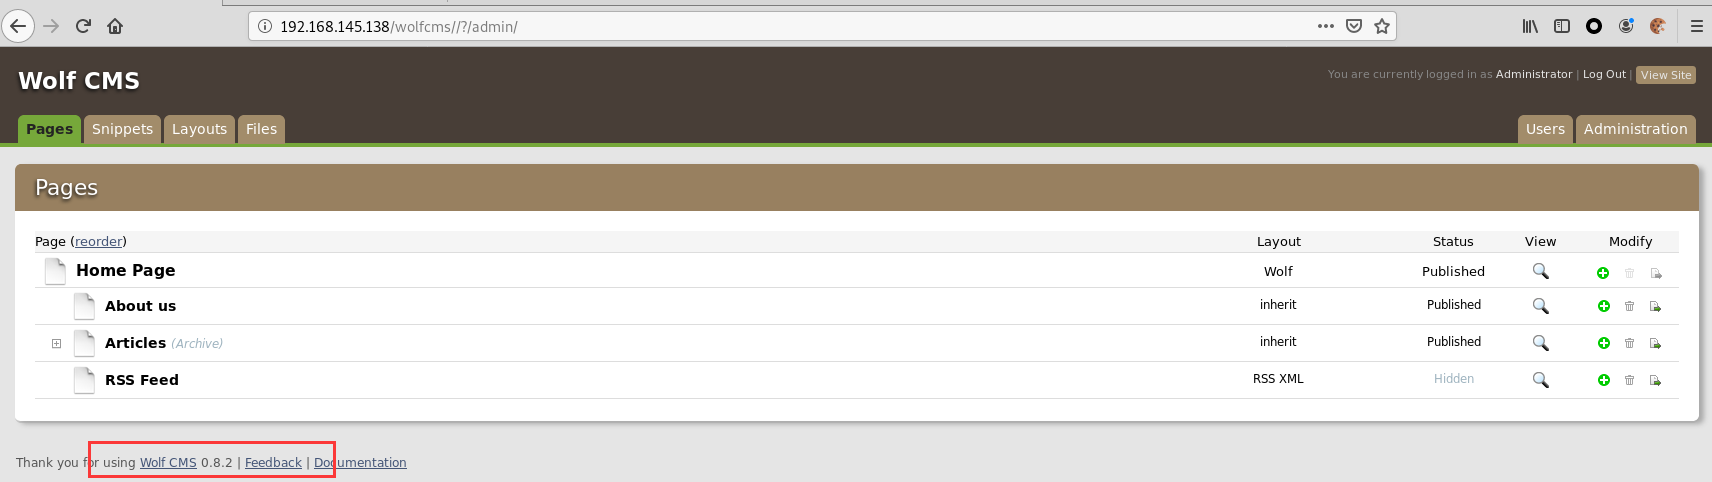 192.168.145.138/wolfcms//?/admin/
Wolf CMS
You are currently logged in as Administrator | Log Out | View Site
Pages Snippets Layouts Files Users Administration
Pages
Page (reorder) Layout Status View Modify
Home Page Wolf Published
About us inherit Published
Articles (Archive) inherit Published
RSS Feed RSS XML Hidden
Thank you for using Wolf CMS 0.8.2 | Feedback | Documentation